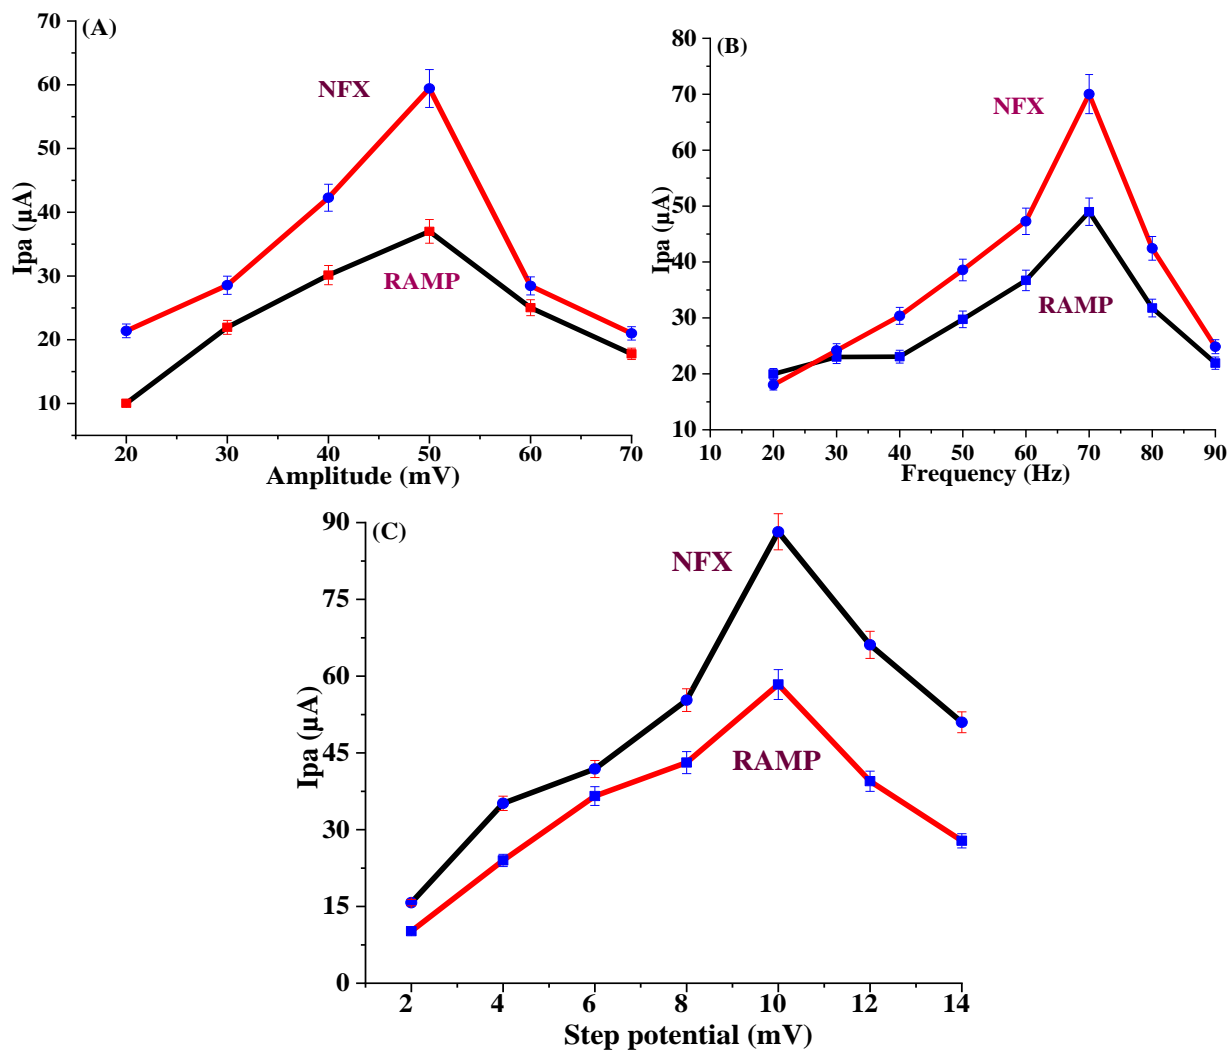 (A)
NFX
RAMP
Ipa (µA)
70
60
50
40
30
20
10
20 30 40 50 60 70
Amplitude (mV)
(B)
NFX
RAMP
Ipa (µA)
80
70
60
50
40
30
20
10
10 20 30 40 50 60 70 80 90
Frequency (Hz)
(C)
NFX
RAMP
Ipa (µA)
90
75
60
45
30
15
0
2 4 6 8 10 12 14
Step potential (mV)